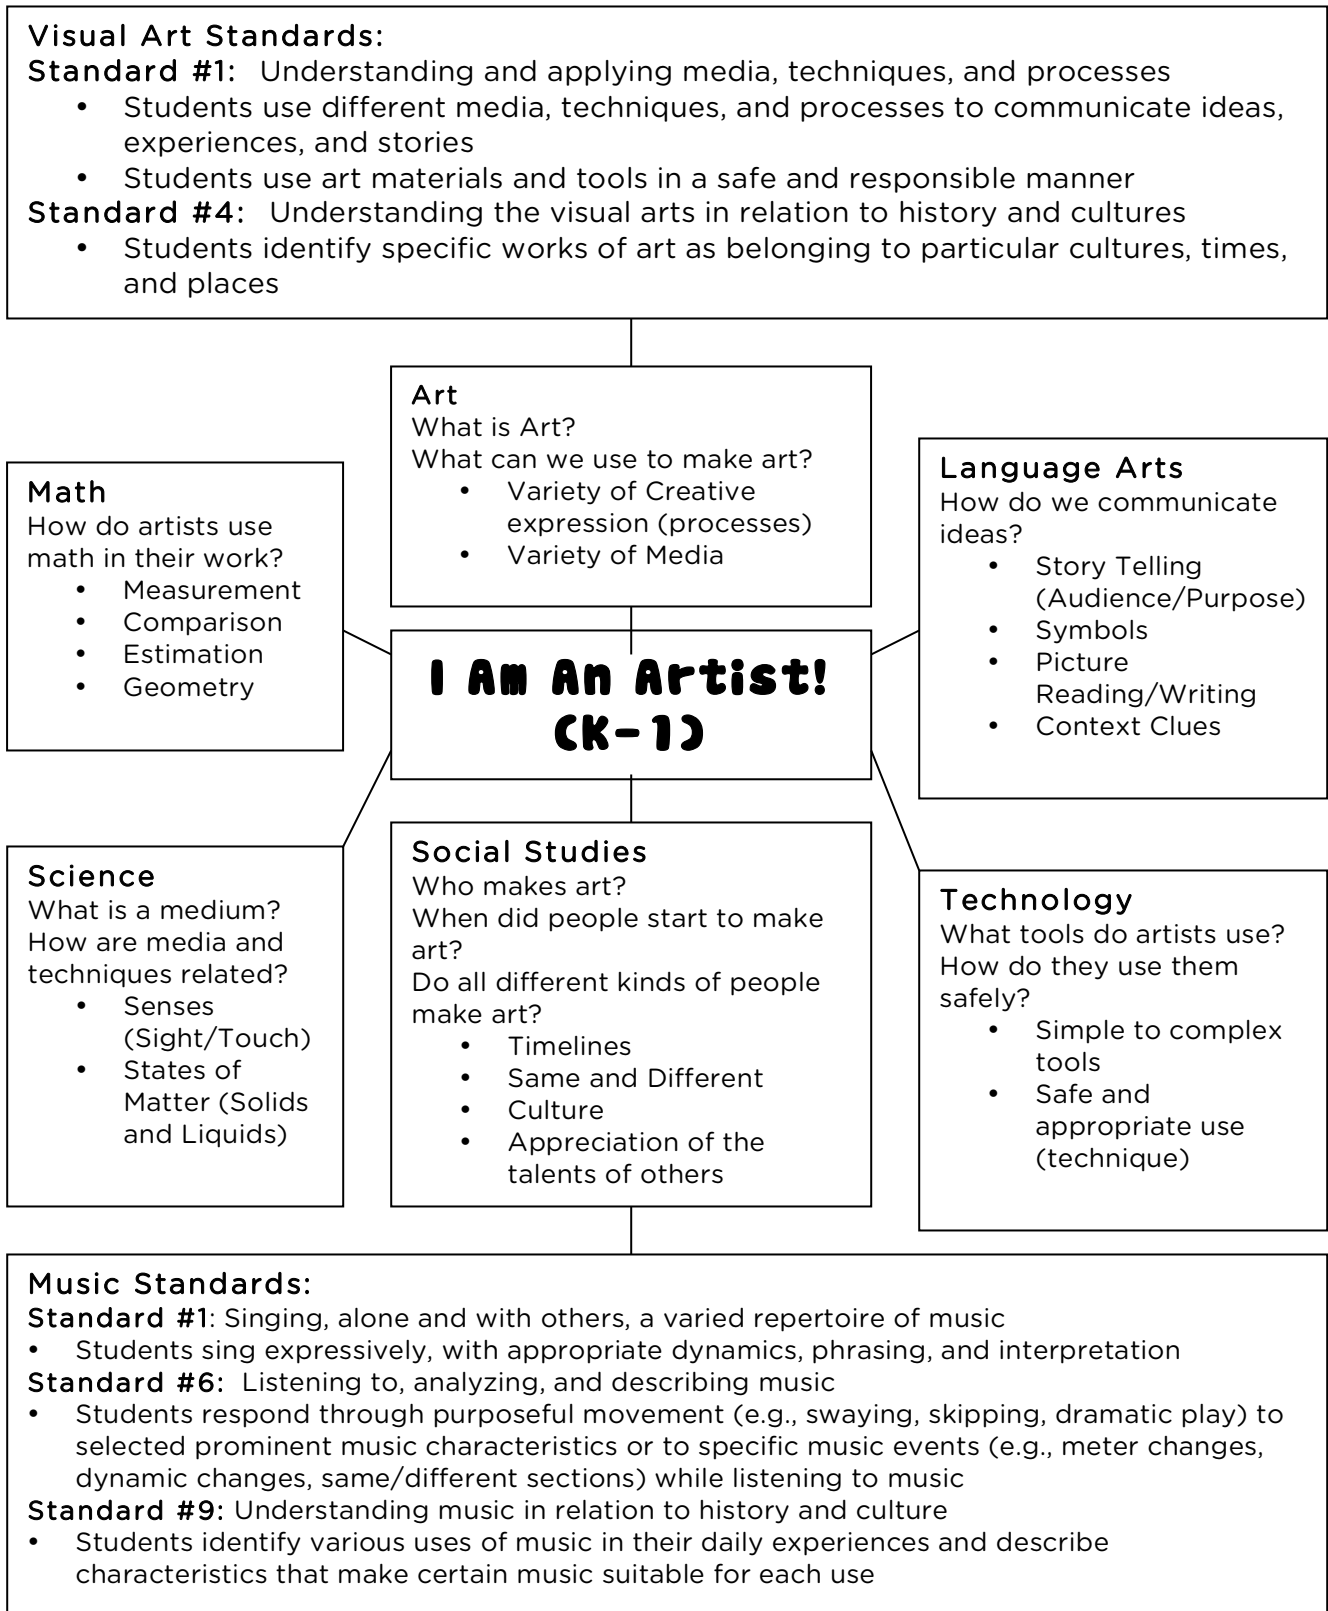 Visual Art Standards:
Standard #1: Understanding and applying media, techniques, and processes
• Students use different media, techniques, and processes to communicate ideas,
experiences, and stories
• Students use art materials and tools in a safe and responsible manner
Standard #4: Understanding the visual arts in relation to history and cultures
• Students identify specific works of art as belonging to particular cultures, times,
and places
Art
What is Art?
What can we use to make art?
• Variety of Creative
expression (processes)
• Variety of Media
Math
How do artists use
math in their work?
• Measurement
• Comparison
• Estimation
• Geometry
Language Arts
How do we communicate
ideas?
• Story Telling
(Audience/Purpose)
• Symbols
• Picture
Reading/Writing
• Context Clues
I Am An Artist!
(K-1)
Science
What is a medium?
How are media and
techniques related?
• Senses
(Sight/Touch)
• States of
Matter (Solids
and Liquids)
Social Studies
Who makes art?
When did people start to make
art?
Do all different kinds of people
make art?
• Timelines
• Same and Different
• Culture
• Appreciation of the
talents of others
Technology
What tools do artists use?
How do they use them
safely?
• Simple to complex
tools
• Safe and
appropriate use
(technique)
Music Standards:
Standard #1: Singing, alone and with others, a varied repertoire of music
• Students sing expressively, with appropriate dynamics, phrasing, and interpretation
Standard #6: Listening to, analyzing, and describing music
• Students respond through purposeful movement (e.g., swaying, skipping, dramatic play) to
selected prominent music characteristics or to specific music events (e.g., meter changes,
dynamic changes, same/different sections) while listening to music
Standard #9: Understanding music in relation to history and culture
• Students identify various uses of music in their daily experiences and describe
characteristics that make certain music suitable for each use